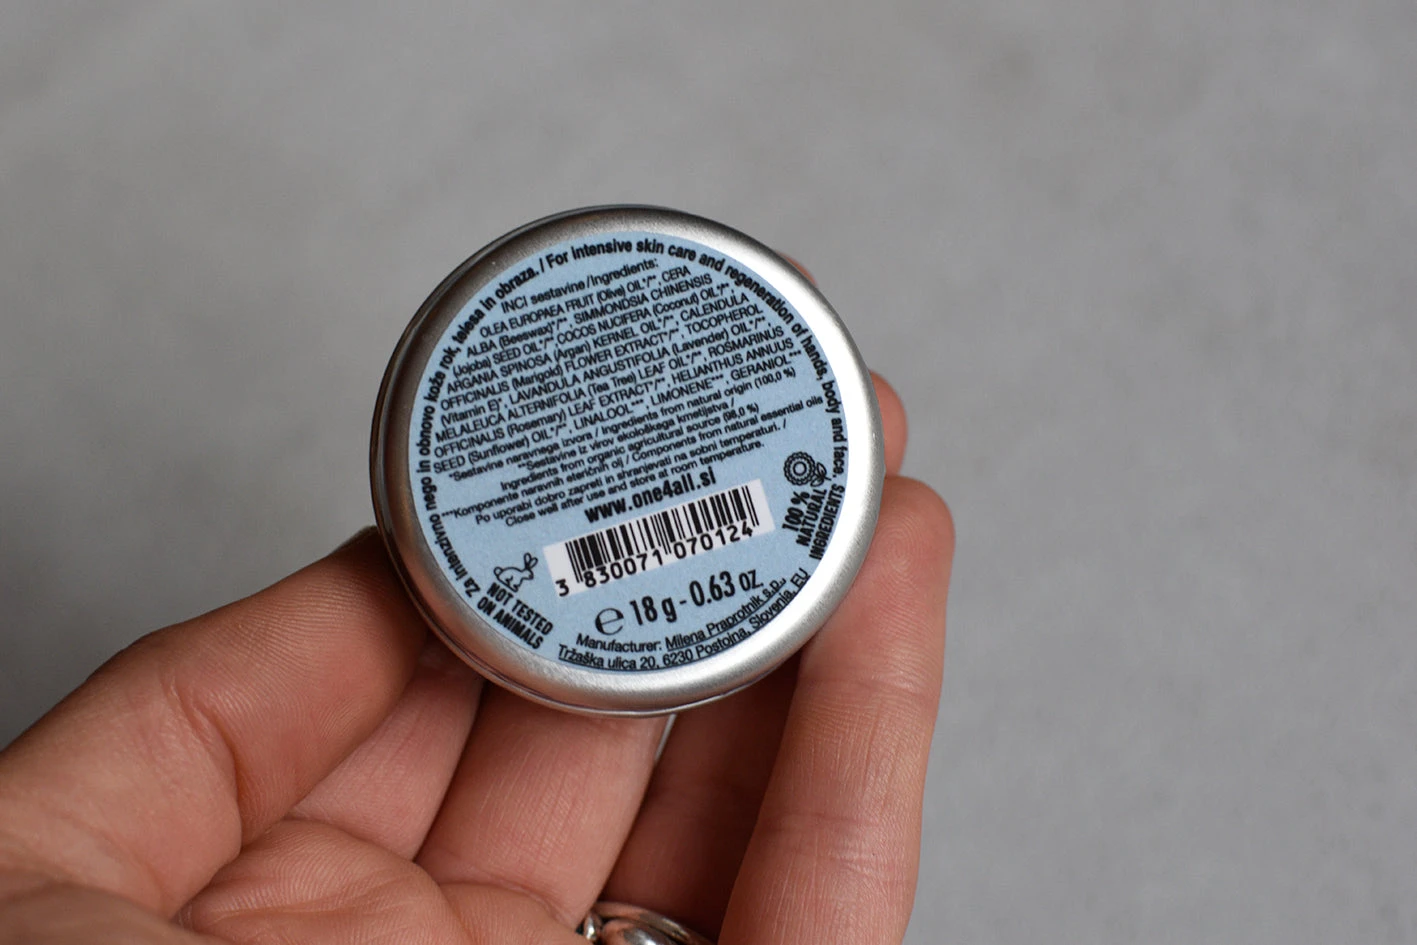 Za intenzivno nego in obnovo kože rok, telesa in obraza. / For intensive skin care and regeneration of hands, body and face.
INCI sestavine/Ingredients:
OLEA EUROPAEA FRUIT (Olive) OIL*/**, CERA
ALBA (Beeswax)*/**, SIMMONDSIA CHINENSIS
(Jojoba) SEED OIL*/**, COCOS NUCIFERA (Coconut) OIL*/**,
ARGANIA SPINOSA (Argan) KERNEL OIL*/**, CALENDULA
OFFICINALIS (Marigold) FLOWER EXTRACT*/**, TOCOPHEROL
(Vitamin E)*, LAVANDULA ANGUSTIFOLIA (Lavender) OIL*/**,
MELALEUCA ALTERNIFOLIA (Tea Tree) LEAF OIL*/**, ROSMARINUS
OFFICINALIS (Rosemary) LEAF EXTRACT*/**, HELIANTHUS ANNUUS
SEED (Sunflower) OIL*/**, LINALOOL***, LIMONENE***, GERANIOL***
*Sestavine naravnega izvora / Ingredients from natural origin (100,0 %)
**Sestavine iz virov ekološkega kmetijstva /
Ingredients from organic agricultural source (98,0 %)
***Komponente naravnih eteričnih olj / Components from natural essential oils
Po uporabi dobro zapreti in shranjevati na sobni temperaturi. /
Close well after use and store at room temperature.
www.one4all.si
3 830071 070124
100 %
NATURAL
INGREDIENTS
NOT TESTED
ON ANIMALS
℮ 18 g - 0.63 oz
Manufacturer: Milena Praprotnik s.p.,
Tržaška ulica 20, 6230 Postojna, Slovenia, EU